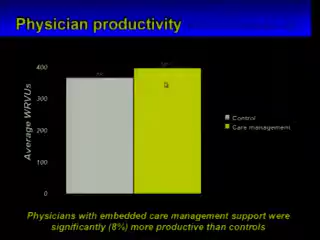 Physician productivity
400
300
200
100
0
Average WRVUs
Control
Care management
Physicians with embedded care management support were
significantly (8%) more productive than controls